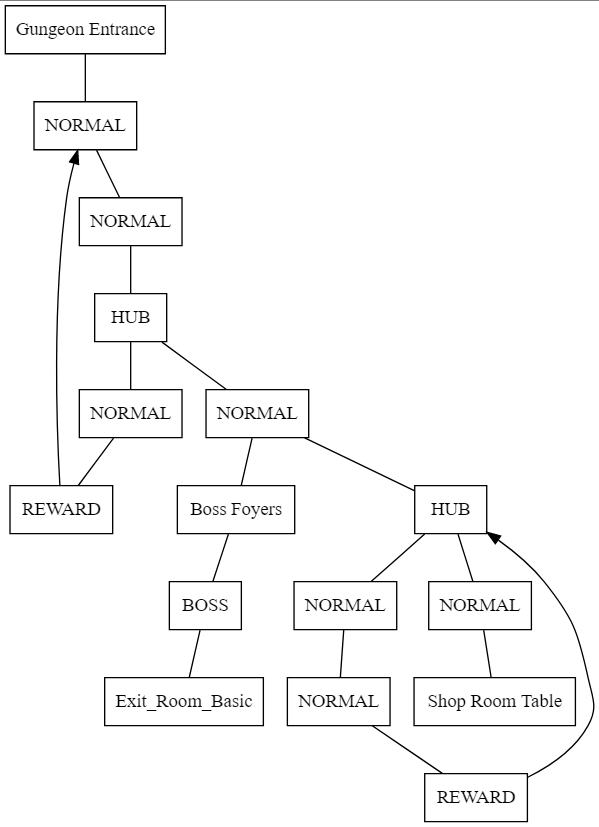 Gungeon Entrance
NORMAL
NORMAL
HUB
NORMAL
NORMAL
REWARD
Boss Foyers
HUB
BOSS
NORMAL
NORMAL
Exit_Room_Basic
NORMAL
Shop Room Table
REWARD